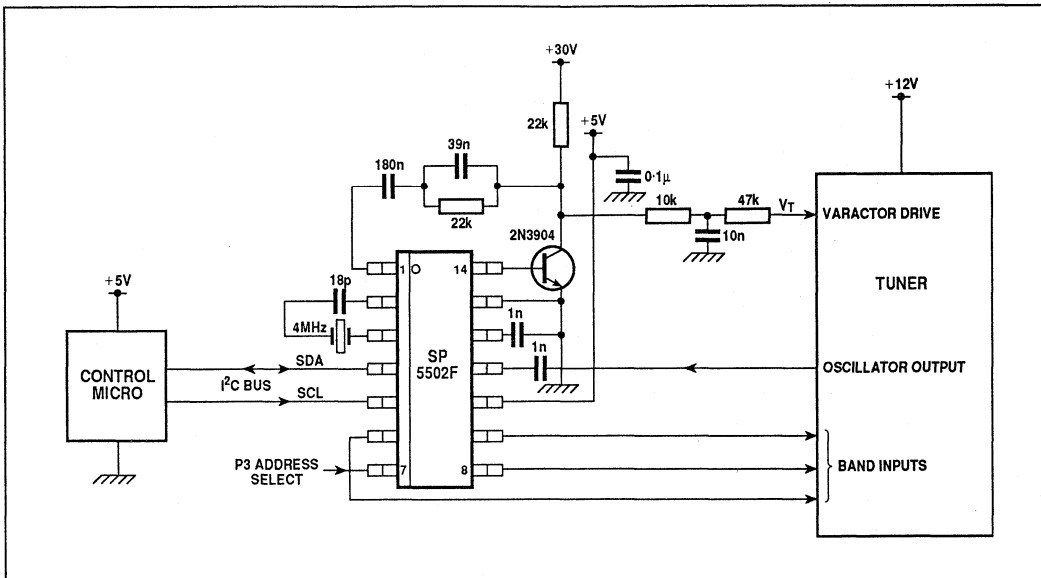 +30V
+12V
22k
+5V
39n
180n
0·1µ
22k
10k
47k
VT
VARACTOR DRIVE
2N3904
10n
TUNER
+5V
18p
1
14
4MHz
1n
1n
SP
5502F
CONTROL
MICRO
SDA
I²C BUS
SCL
OSCILLATOR OUTPUT
P3 ADDRESS
SELECT
7
8
BAND INPUTS